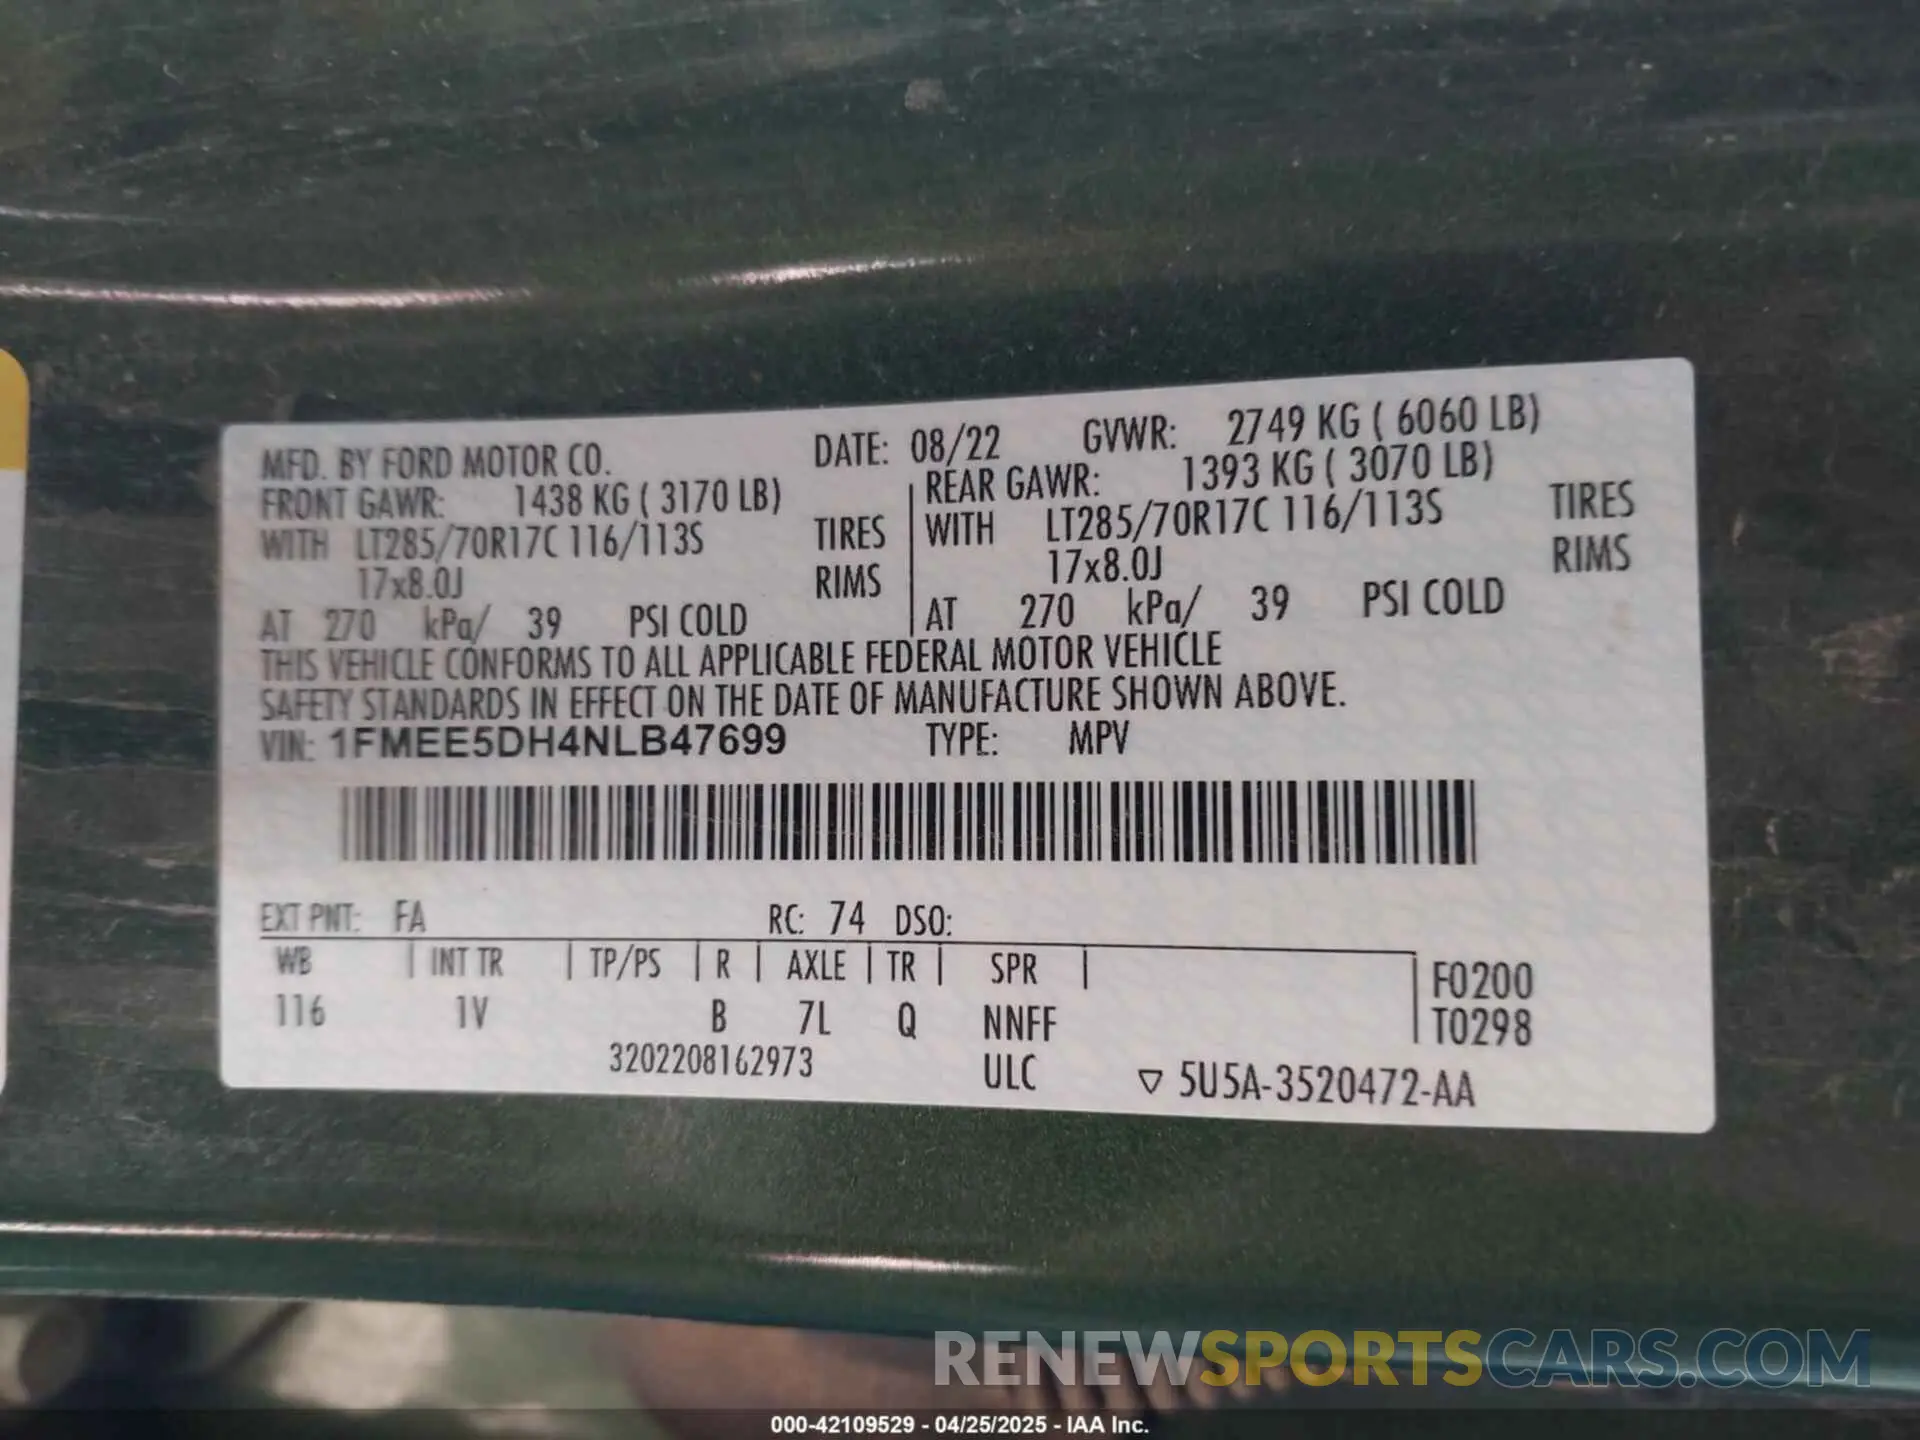 MFD. BY FORD MOTOR CO. DATE: 08/22 GVWR: 2749 KG ( 6060 LB)
FRONT GAWR: 1438 KG ( 3170 LB) REAR GAWR: 1393 KG ( 3070 LB)
WITH LT285/70R17C 116/113S TIRES WITH LT285/70R17C 116/113S TIRES
17x8.0J RIMS 17x8.0J RIMS
AT 270 kPa/ 39 PSI COLD AT 270 kPa/ 39 PSI COLD
THIS VEHICLE CONFORMS TO ALL APPLICABLE FEDERAL MOTOR VEHICLE
SAFETY STANDARDS IN EFFECT ON THE DATE OF MANUFACTURE SHOWN ABOVE.
VIN: 1FMEE5DH4NLB47699 TYPE: MPV
EXT PNT: FA RC: 74 DSO:
WB | INT TR | TP/PS | R | AXLE | TR | SPR | F0200
116 1V B 7L Q NNFF T0298
3202208162973 ULC ▽ 5U5A-3520472-AA
RENEWSPORTSCARS.COM
000-42109529 - 04/25/2025 - IAA Inc.